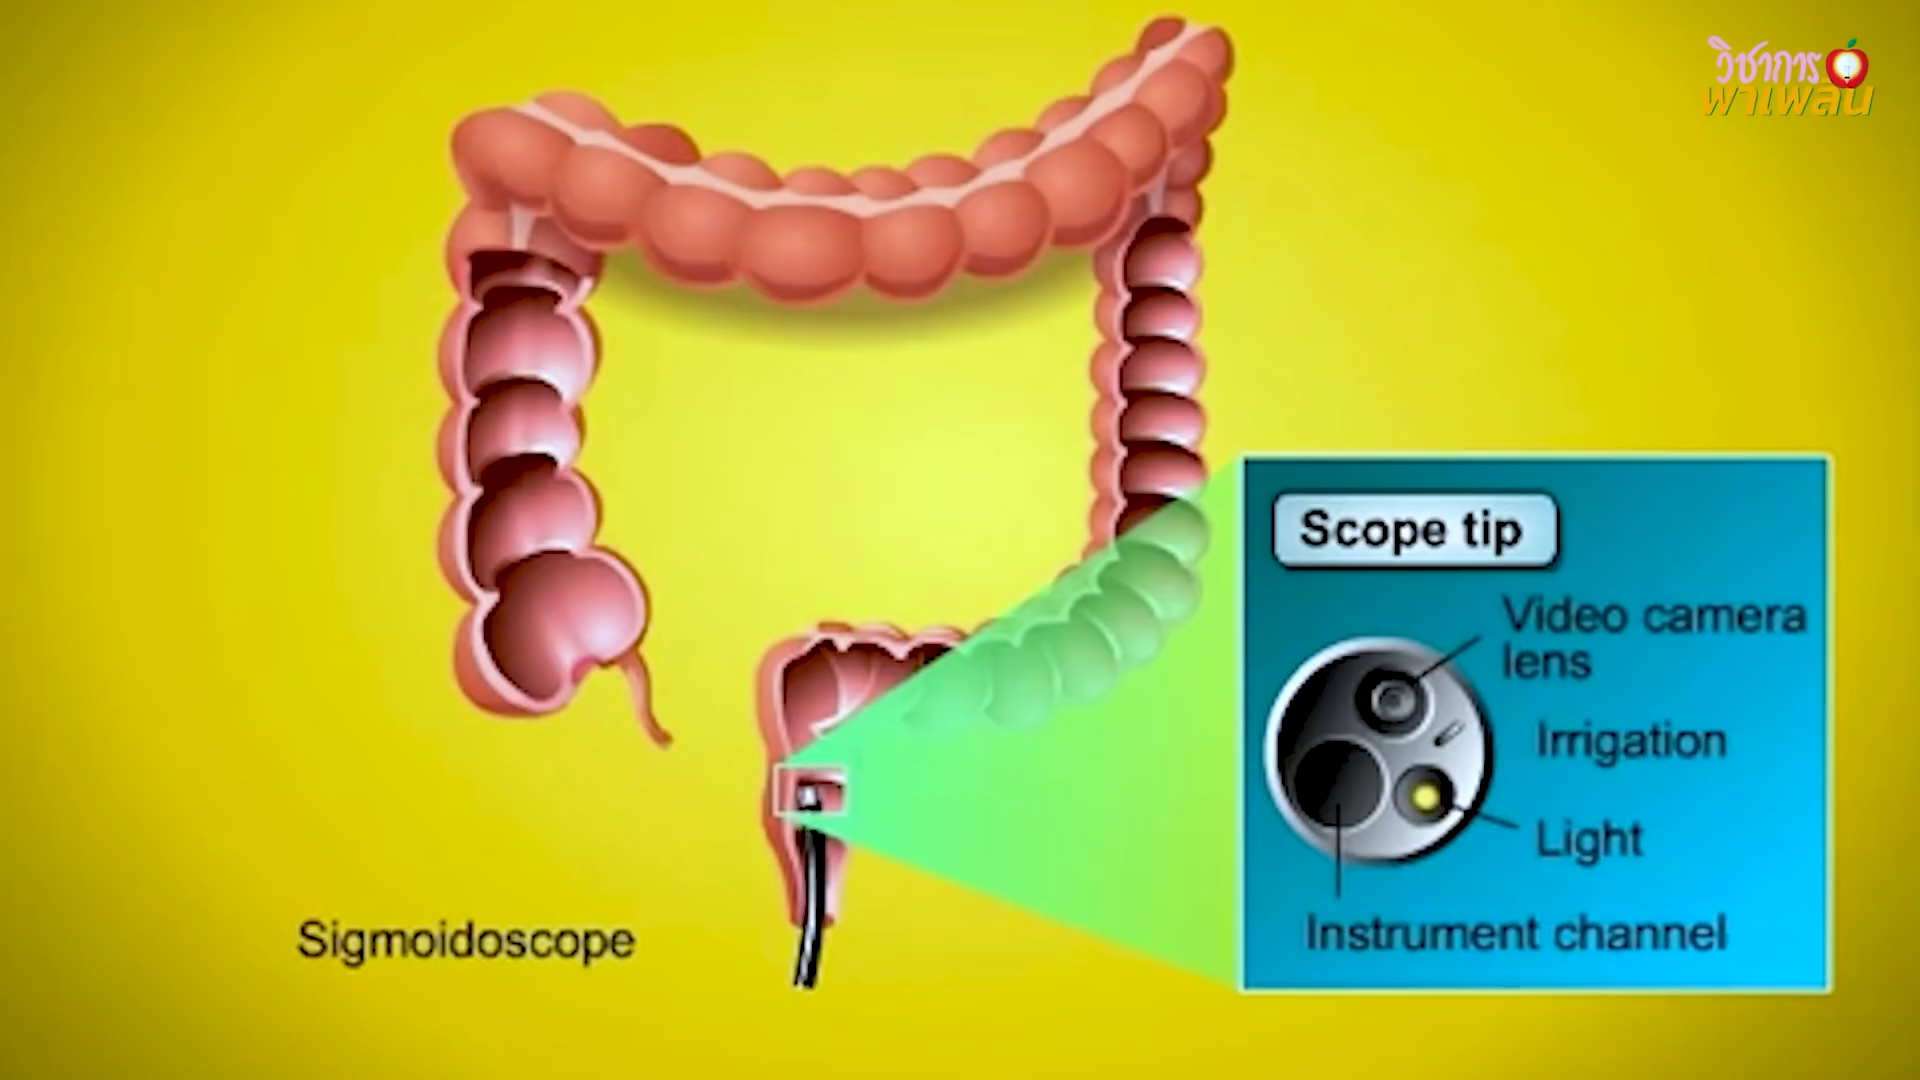 วิชาการ
พาเพลิน
Scope tip
Video camera
lens
Irrigation
Light
Instrument channel
Sigmoidoscope